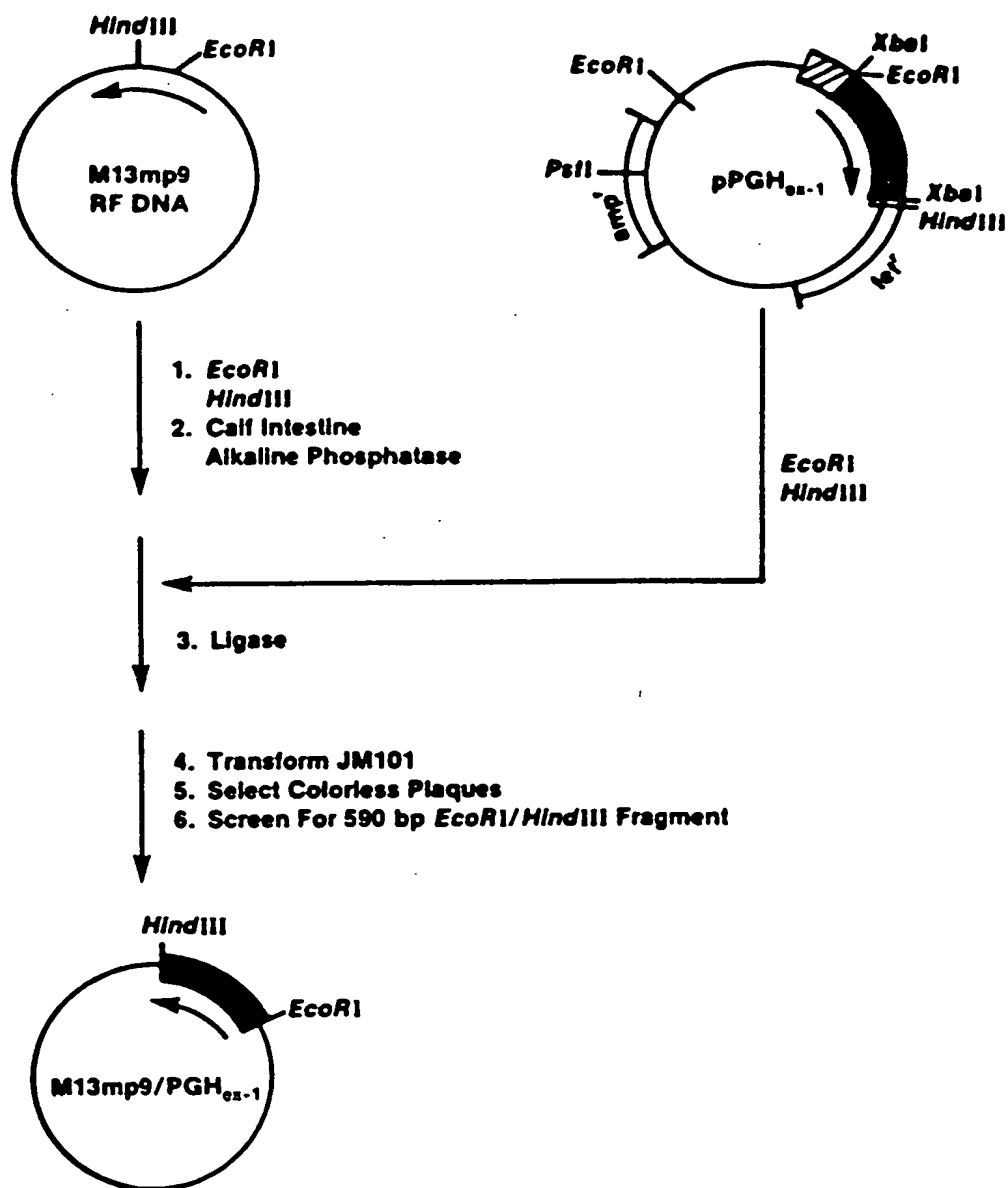 HindIII
EcoRI
M13mp9
RF DNA
EcoRI
XbaI
EcoRI
PstI
ampr
pPGHex-1
XbaI
HindIII
tetr
1. EcoRI
HindIII
2. Calf Intestine
Alkaline Phosphatase
EcoRI
HindIII
3. Ligase
4. Transform JM101
5. Select Colorless Plaques
6. Screen For 590 bp EcoRI/HindIII Fragment
HindIII
EcoRI
M13mp9/PGHex-1